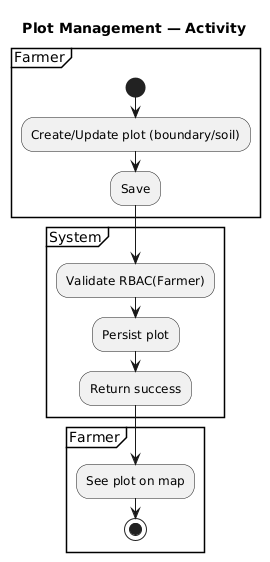 Plot Management — Activity
Farmer
Create/Update plot (boundary/soil)
Save
System
Validate RBAC(Farmer)
Persist plot
Return success
Farmer
See plot on map